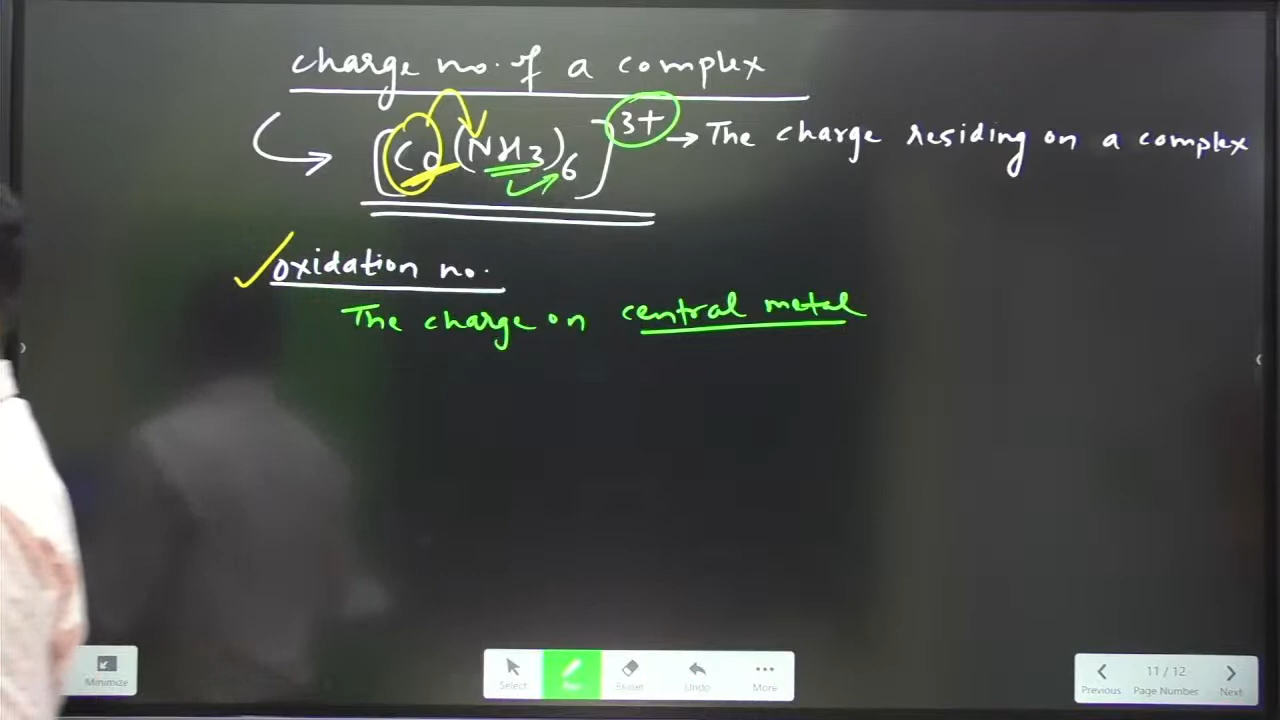 charge no. of a complex
[Co(NH3)6]3+ → The charge residing on a complex
oxidation no.
The charge on central metal
Minimize
Select
Pen
Eraser
Undo
More
Previous
11 / 12
Page Number
Next